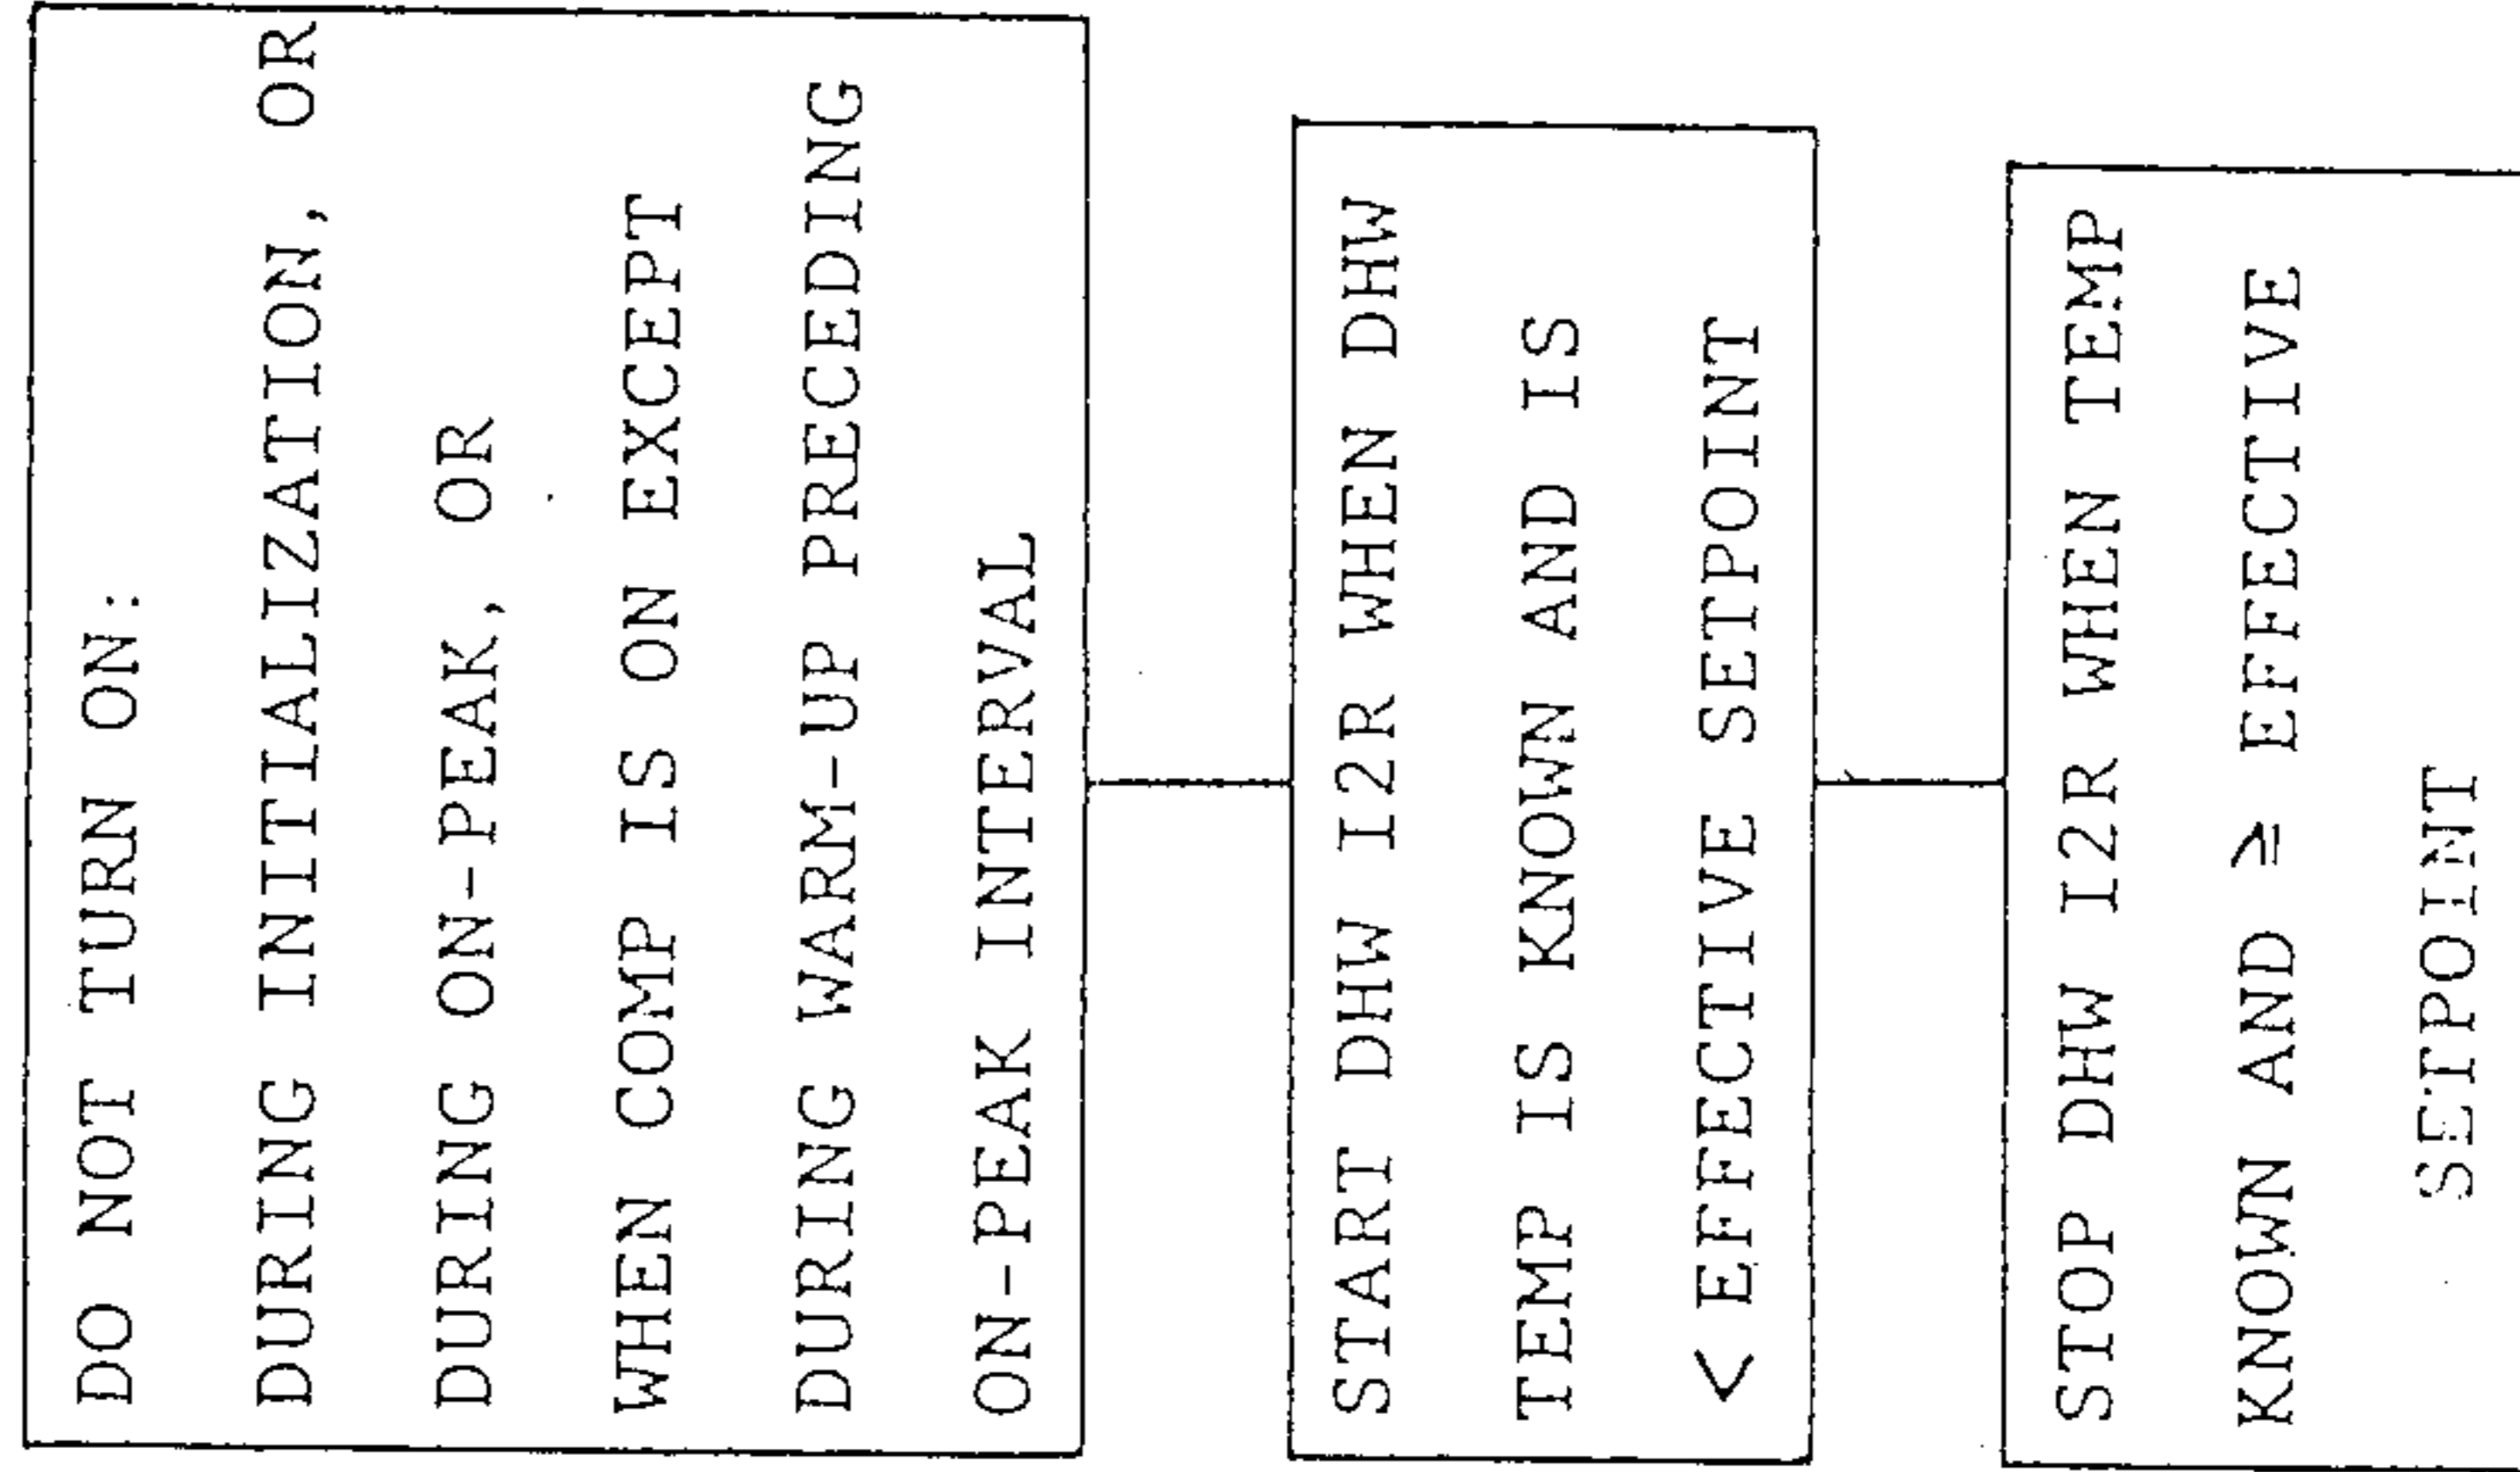 DO NOT TURN ON:
DURING INITIALIZATION, OR
DURING ON-PEAK, OR
WHEN COMP IS ON EXCEPT
DURING WARM-UP PRECEDING
ON-PEAK INTERVAL
START DHW I2R WHEN DHW
TEMP IS KNOWN AND IS
< EFFECTIVE SETPOINT
STOP DHW I2R WHEN TEMP
KNOWN AND ≥ EFFECTIVE
SETPOINT